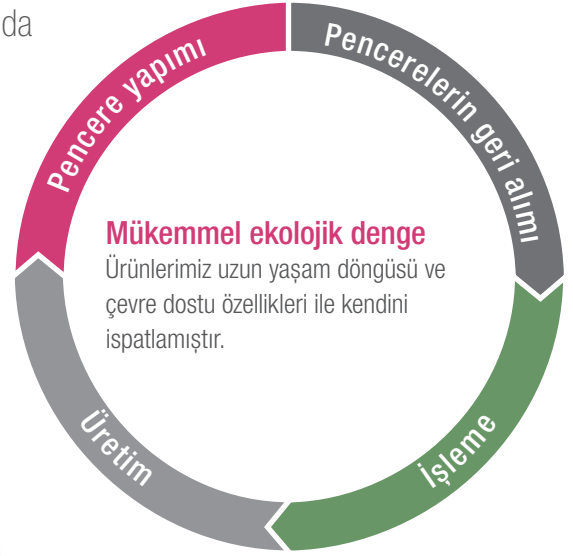 da
Pencere yapımı
Pencerelerin geri alımı
Mükemmel ekolojik denge
Ürünlerimiz uzun yaşam döngüsü ve
çevre dostu özellikleri ile kendini
ispatlamıştır.
Üretim
İşleme